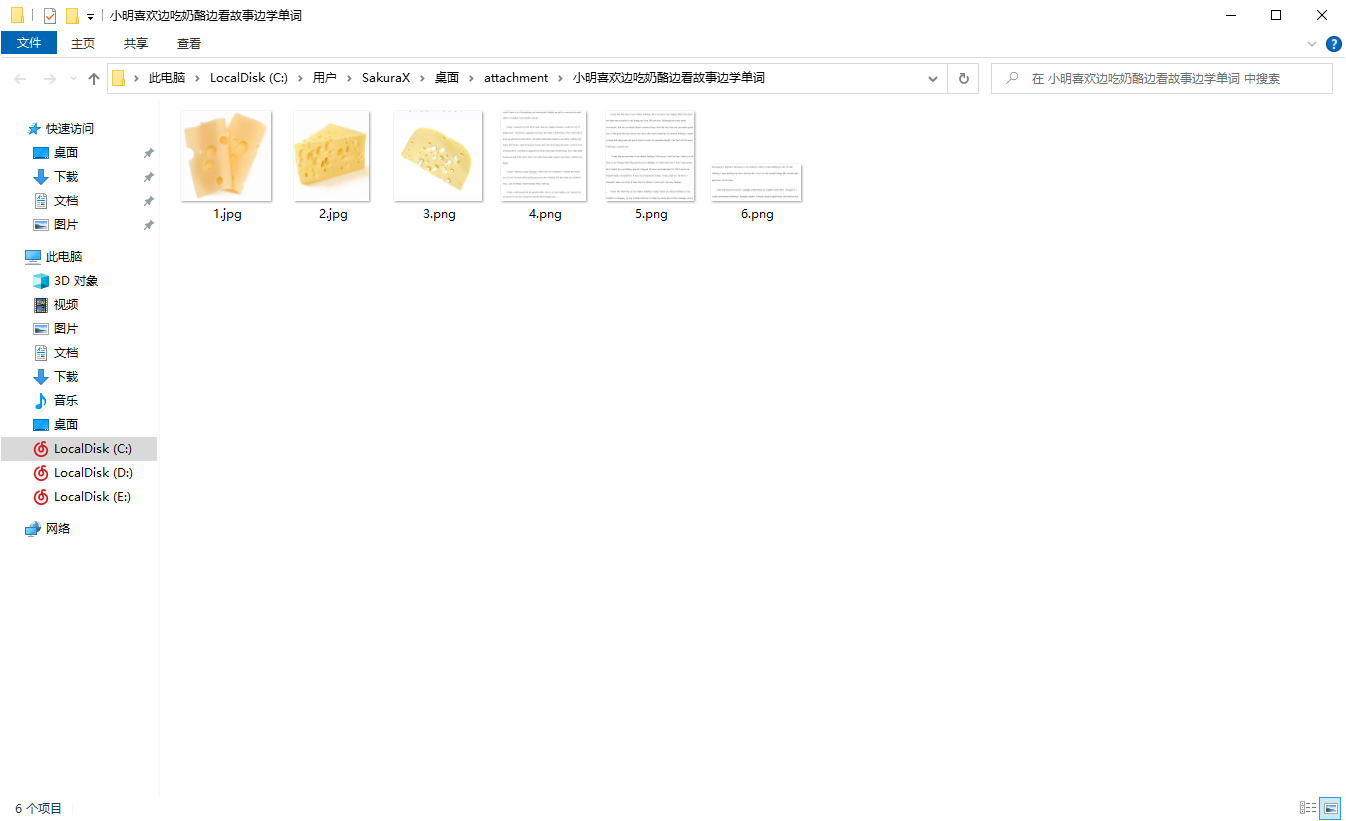 小明喜欢边吃奶酪边看故事边学单词
文件 主页 共享 查看
此电脑 LocalDisk (C:) 用户 SakuraX 桌面 attachment 小明喜欢边吃奶酪边看故事边学单词
在 小明喜欢边吃奶酪边看故事边学单词 中搜索
快速访问
桌面
下载
文档
图片
此电脑
3D 对象
视频
图片
文档
下载
音乐
桌面
LocalDisk (C:)
LocalDisk (D:)
LocalDisk (E:)
网络
1.jpg 2.jpg 3.png 4.png 5.png 6.png
6 个项目